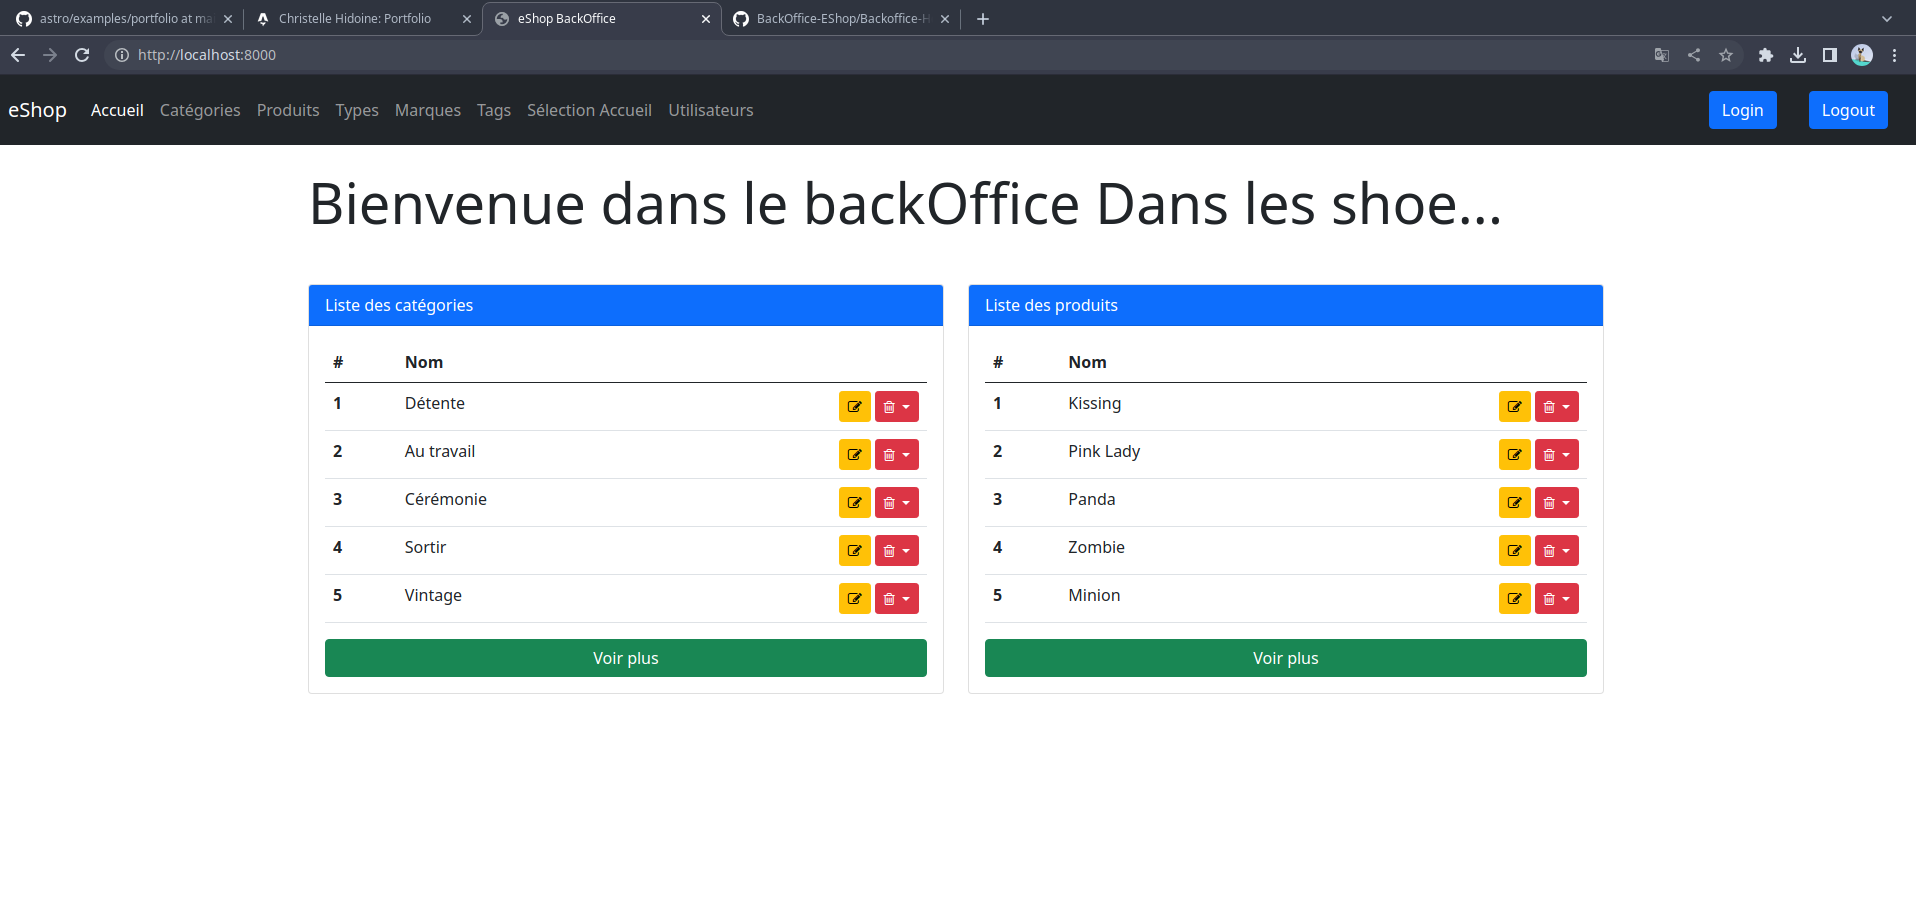 astro/examples/portfolio at ma
Christelle Hidoine: Portfolio
eShop BackOffice
BackOffice-EShop/Backoffice-H
http://localhost:8000
eShop Accueil Catégories Produits Types Marques Tags Sélection Accueil Utilisateurs Login Logout
Bienvenue dans le backOffice Dans les shoe...
Liste des catégories
# Nom
1 Détente
2 Au travail
3 Cérémonie
4 Sortir
5 Vintage
Voir plus
Liste des produits
# Nom
1 Kissing
2 Pink Lady
3 Panda
4 Zombie
5 Minion
Voir plus